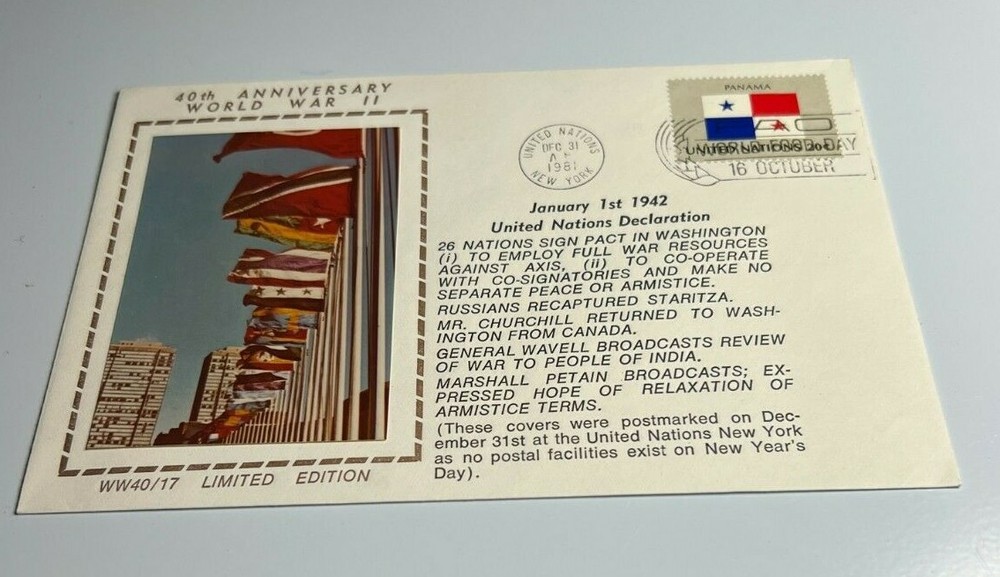 40th ANNIVERSARY
WORLD WAR II
WW40/17 LIMITED EDITION
UNITED NATIONS
DEC 31
1981
NEW YORK
PANAMA
UNITED NATIONS 20c
WORLD FOOD DAY
16 OCTOBER
January 1st 1942
United Nations Declaration
26 NATIONS SIGN PACT IN WASHINGTON
(i) TO EMPLOY FULL WAR RESOURCES
AGAINST AXIS, (ii) TO CO-OPERATE
WITH CO-SIGNATORIES AND MAKE NO
SEPARATE PEACE OR ARMISTICE.
RUSSIANS RECAPTURED STARITZA.
MR. CHURCHILL RETURNED TO WASH-
INGTON FROM CANADA.
GENERAL WAVELL BROADCASTS REVIEW
OF WAR TO PEOPLE OF INDIA.
MARSHALL PETAIN BROADCASTS; EX-
PRESSED HOPE OF RELAXATION OF
ARMISTICE TERMS.
(These covers were postmarked on Dec-
ember 31st at the United Nations New York
as no postal facilities exist on New Year's
Day).